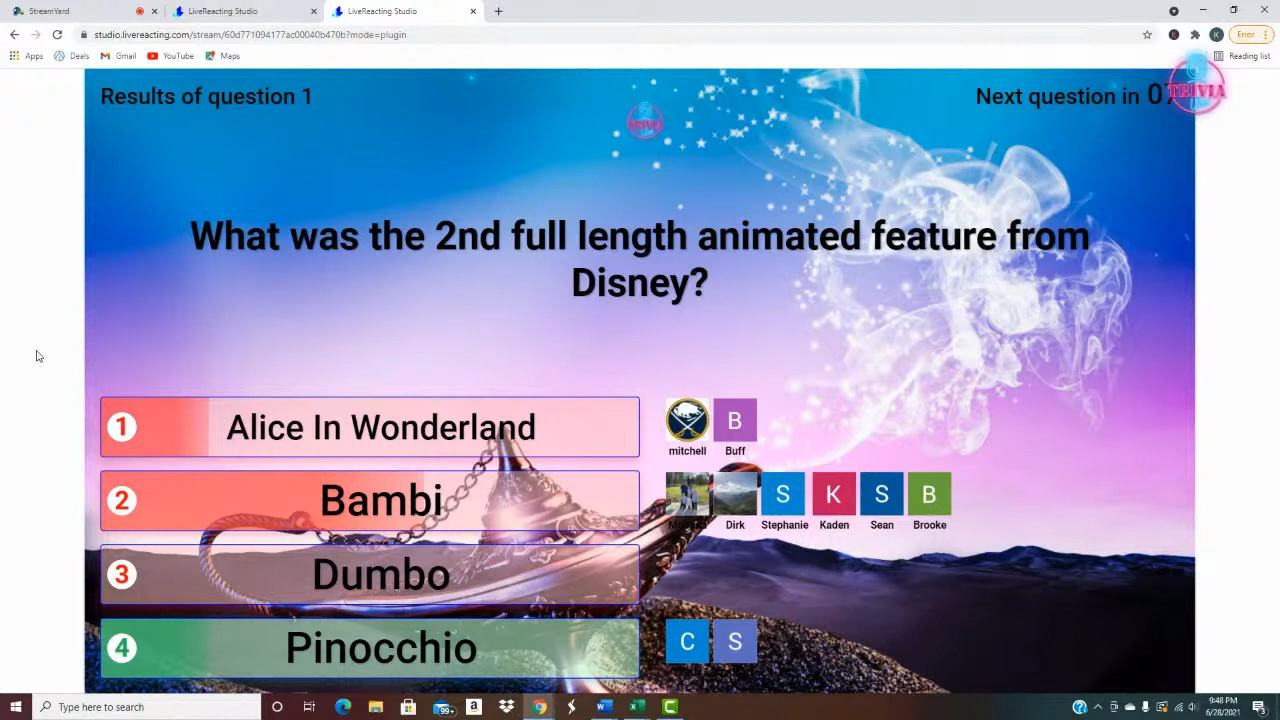 StreamYard
LiveReacting Studio
LiveReacting Studio
studio.livereacting.com/stream/60d771094177ac00040b470b?mode=plugin
Error
Apps
Deals
Gmail
YouTube
Maps
Reading list
Results of question 1
Next question in
TRIVIA
What was the 2nd full length animated feature from
Disney?
1 Alice In Wonderland
B
mitchell
Buff
2 Bambi
S K S B
Dirk Stephanie Kaden Sean Brooke
3 Dumbo
4 Pinocchio
C S
Type here to search
99+
9:48 PM
6/28/2021